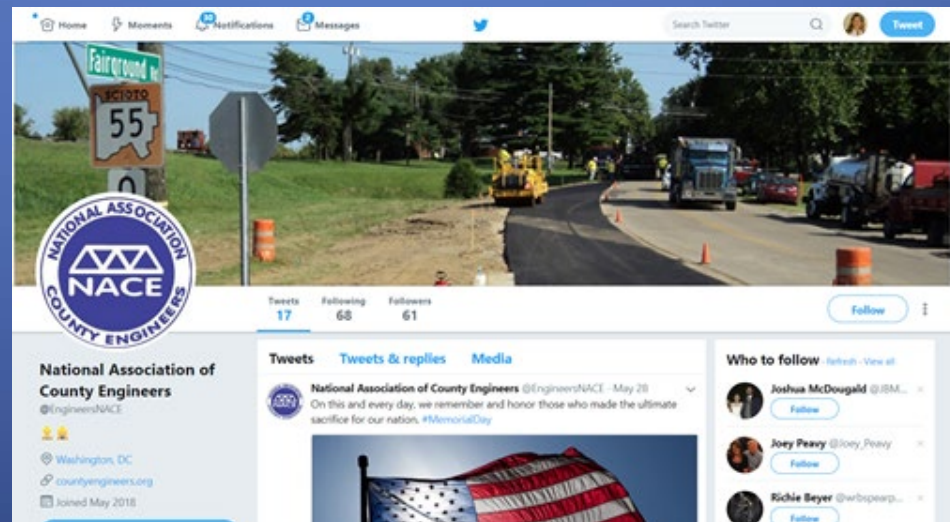 Home Moments 30 Notifications 2 Messages Search Twitter Tweet
Fairground Rd
SCIOTO
55
NATIONAL ASSOCIATION
NACE
COUNTY ENGINEERS
Tweets Following Followers
17 68 61
Follow
National Association of
County Engineers
@EngineersNACE
Washington, DC
countyengineers.org
Joined May 2018
Tweets Tweets & replies Media
National Association of County Engineers @EngineersNACE · May 28
On this and every day, we remember and honor those who made the ultimate
sacrifice for our nation. #MemorialDay
Who to follow · Refresh · View all
Joshua McDougald @JBM...
Follow
Joey Peavy @Joey_Peavy
Follow
Richie Beyer @wrbspearp...
Follow